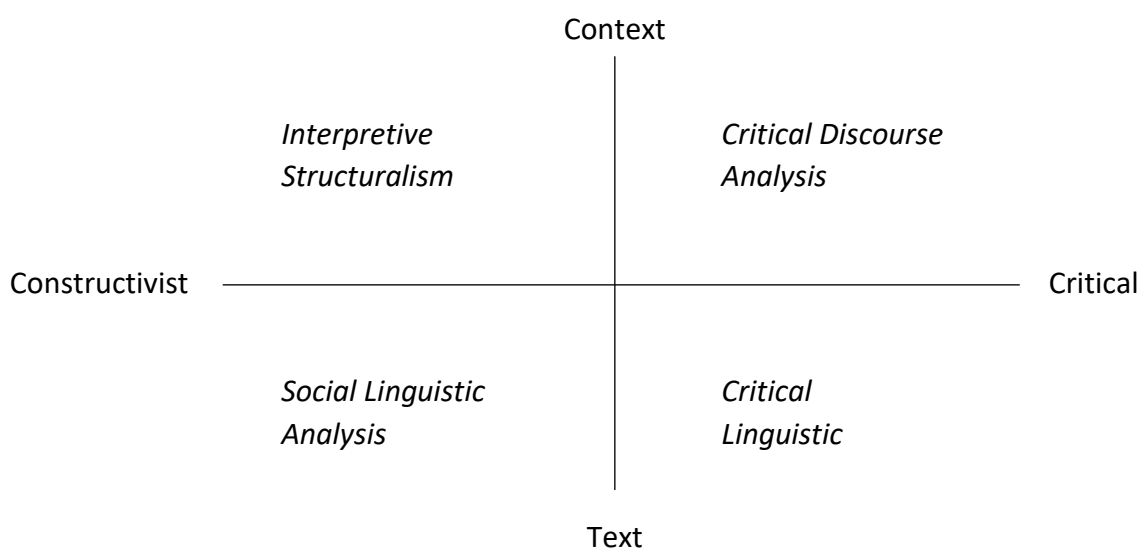 Context
Interpretive
Structuralism
Critical Discourse
Analysis
Constructivist
Critical
Social Linguistic
Analysis
Critical
Linguistic
Text